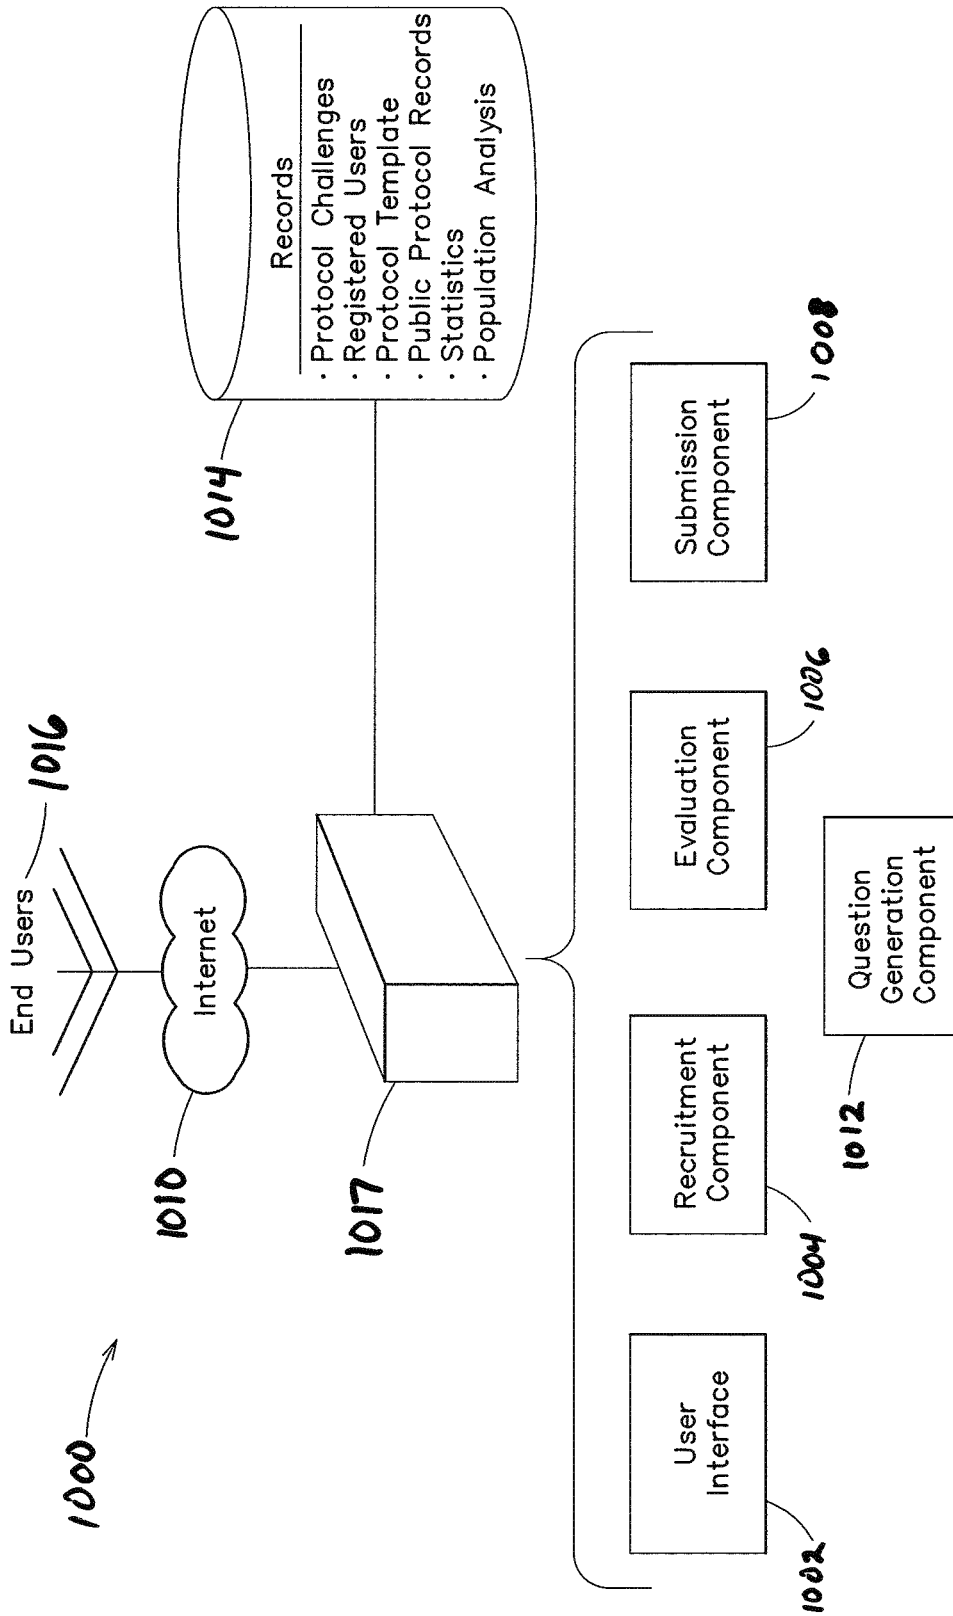 1000
End Users
1016
Internet
1010
1017
1014
Records
· Protocol Challenges
· Registered Users
· Protocol Template
· Public Protocol Records
· Statistics
· Population Analysis
User
Interface
1002
Recruitment
Component
1004
Evaluation
Component
1006
Submission
Component
1008
Question
Generation
Component
1012